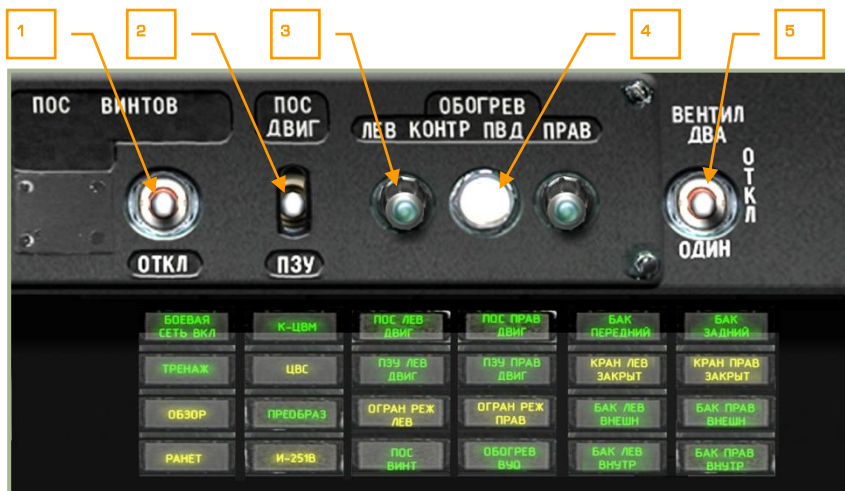 1 2 3 4 5
ПОС ВИНТОВ
ПОС
ДВИГ
ОБОГРЕВ
ЛЕВ КОНТР ПВД ПРАВ
ВЕНТИЛ
ДВА
ОТКЛ
ОДИН
ОТКЛ
ПЗУ
БОЕВАЯ
СЕТЬ ВКЛ
К-ЦВМ
ПОС ЛЕВ
ДВИГ
ПОС ПРАВ
ДВИГ
БАК
ПЕРЕДНИЙ
БАК
ЗАДНИЙ
ТРЕНАЖ
ЦВС
ПЗУ ЛЕВ
ДВИГ
ПЗУ ПРАВ
ДВИГ
КРАН ЛЕВ
ЗАКРЫТ
КРАН ПРАВ
ЗАКРЫТ
ОБЗОР
ПРЕОБРАЗ
ОГРАН РЕЖ
ЛЕВ
ОГРАН РЕЖ
ПРАВ
БАК ЛЕВ
ВНЕШН
БАК ПРАВ
ВНЕШН
РАНЕТ
И-251В
ПОС
ВИНТ
ОБОГРЕВ
ВУО
БАК ЛЕВ
ВНУТР
БАК ПРАВ
ВНУТР